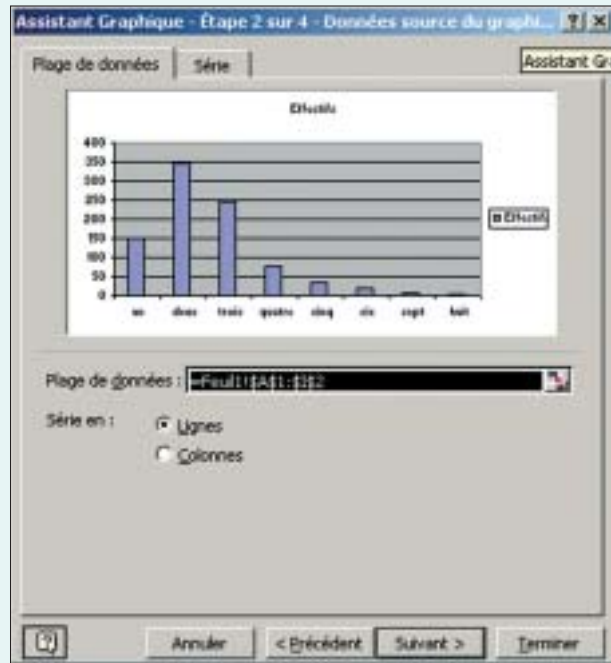 Assistant Graphique - Étape 2 sur 4 - Données source du graphi...
Plage de données Série Assistant Gra
Effectifs
400
350
300
250
200
150
100
50
0
un deux trois quatre cinq six sept huit
Effectifs
Plage de données : =Feuil1!$A$1:$I$2
Série en : Lignes
Colonnes
Annuler < Précédent Suivant > Terminer